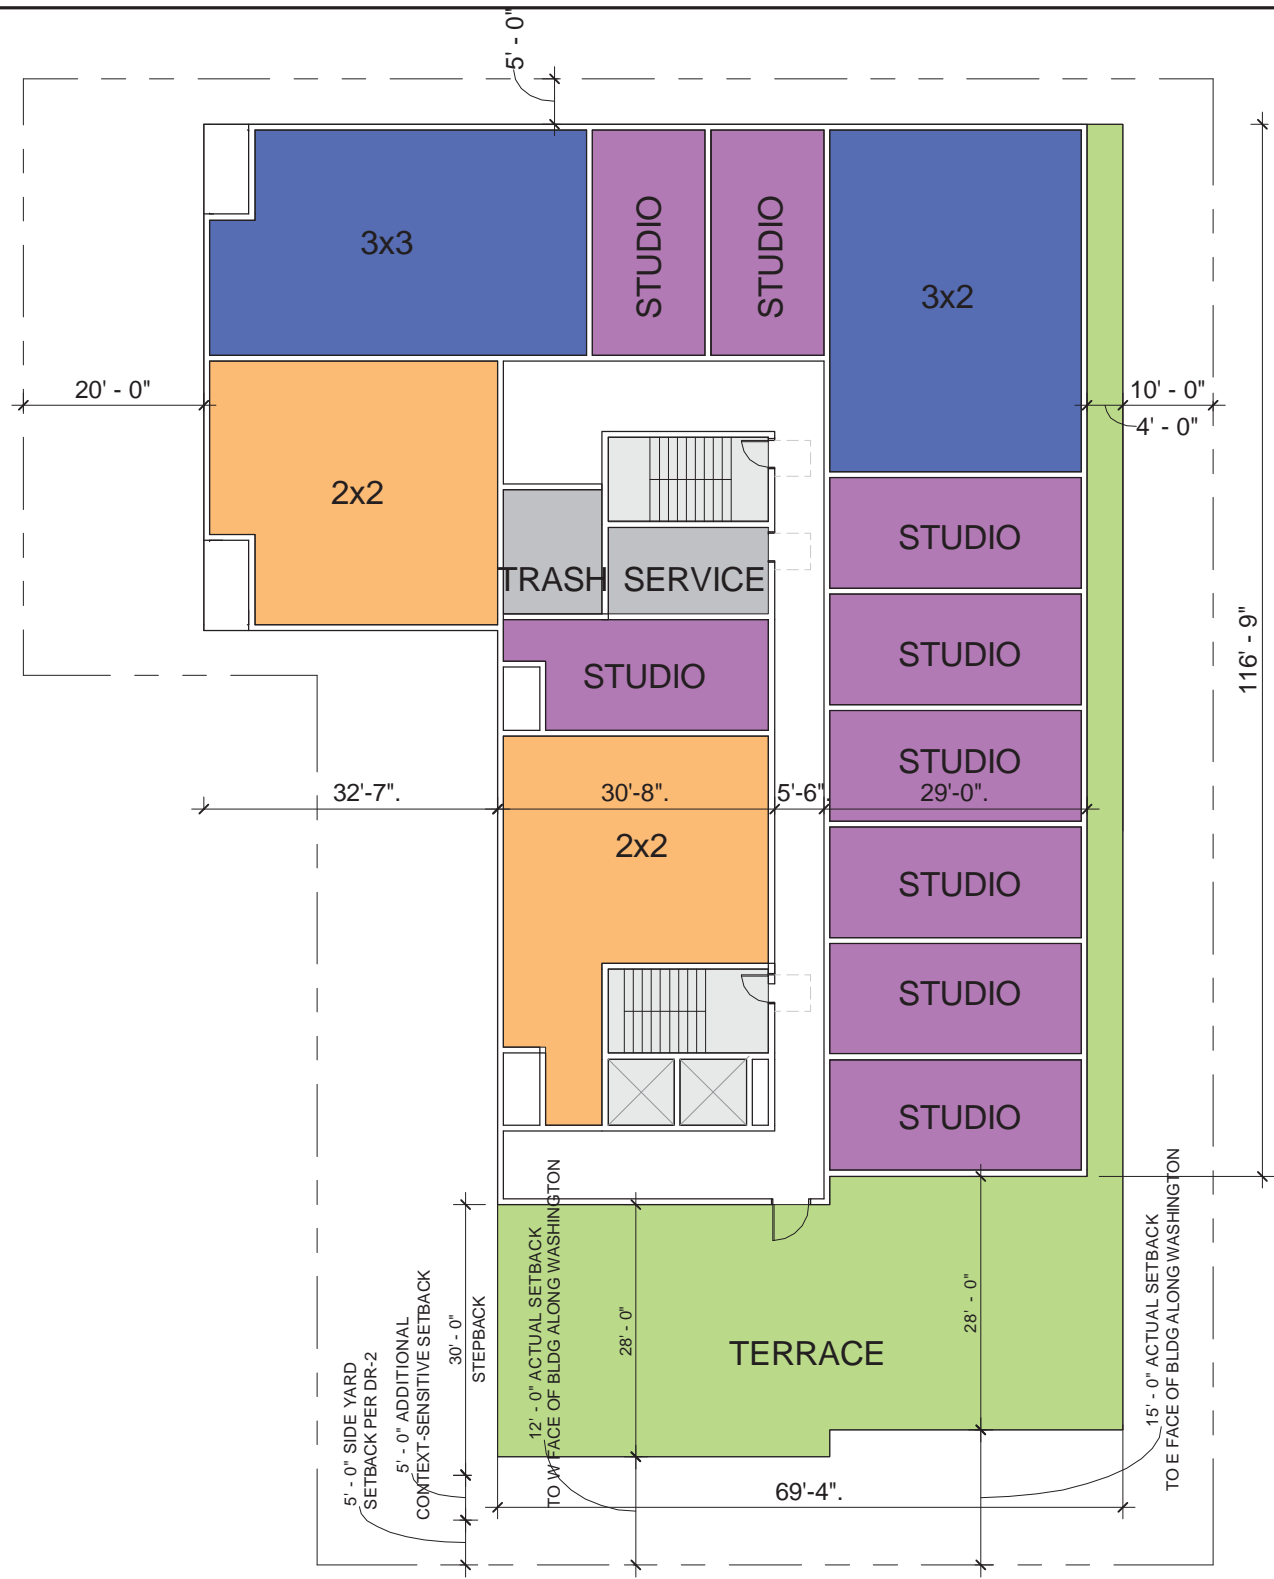 5' - 0"
3x3
STUDIO
STUDIO
3x2
20' - 0"
10' - 0"
4' - 0"
2x2
STUDIO
TRASH
SERVICE
116' - 9"
STUDIO
STUDIO
STUDIO
32'-7".
30'-8".
5'-6".
29'-0".
2x2
STUDIO
STUDIO
STUDIO
5' - 0" SIDE YARD
SETBACK PER DR-2
5' - 0" ADDITIONAL
CONTEXT-SENSITIVE SETBACK
30' - 0"
STEPBACK
12' - 0" ACTUAL SETBACK
TO W FACE OF BLDG ALONG WASHINGTON
28' - 0"
TERRACE
28' - 0"
15' - 0" ACTUAL SETBACK
TO E FACE OF BLDG ALONG WASHINGTON
69'-4".